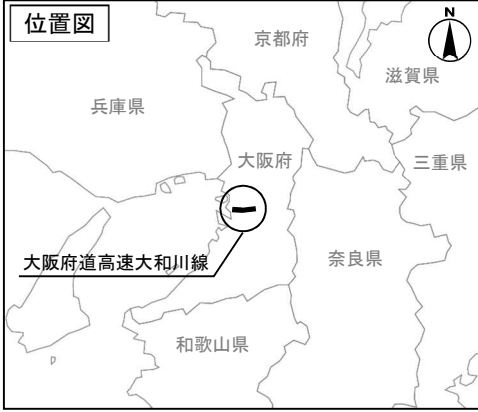 位置図
N
京都府
滋賀県
兵庫県
大阪府
三重県
大阪府道高速大和川線
奈良県
和歌山県